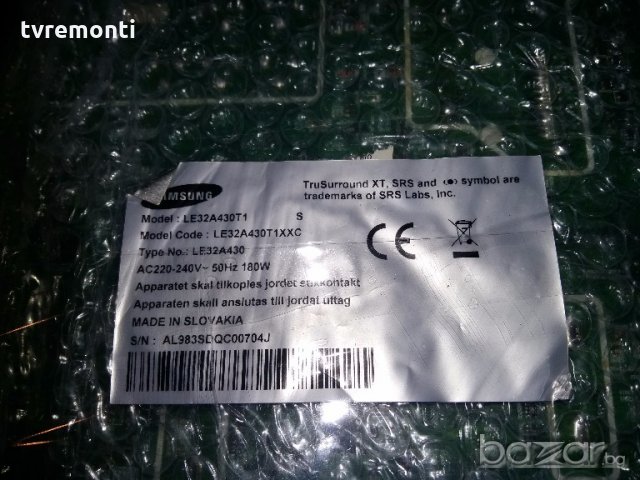 tvremonti
SAMSUNG
TruSurround XT, SRS and (●) symbol are
trademarks of SRS Labs, Inc.
Model : LE32A430T1 S
Model Code : LE32A430T1XXC
Type No.: LE32A430
AC220-240V~ 50Hz 180W
Apparatet skal tilkoples jordet stikkontakt
Apparaten skall anslutas till jordat uttag
MADE IN SLOVAKIA
S/N : AL983SDQC00704J
bazar.bg